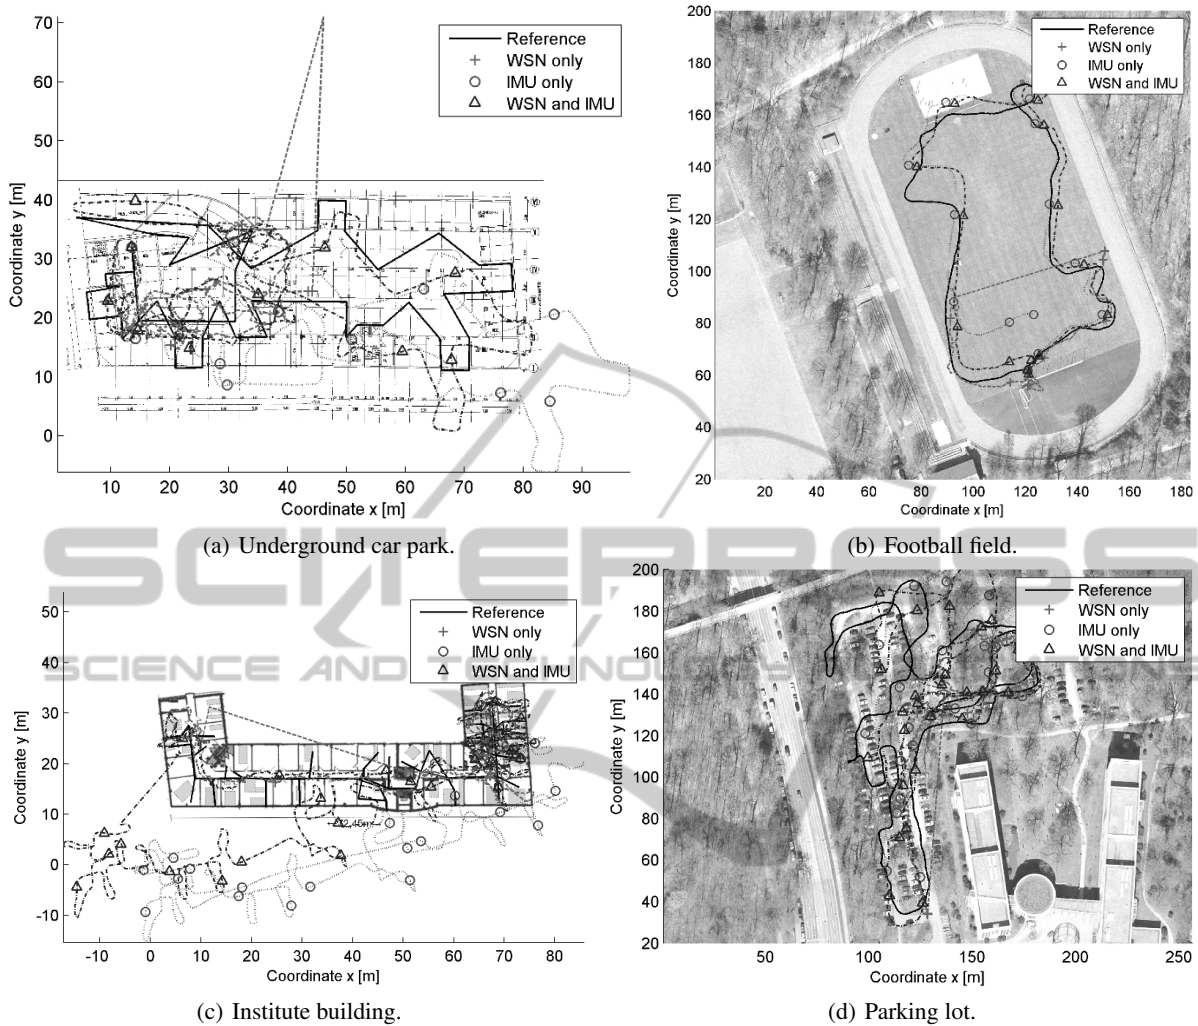 70
60
50
40
30
20
10
0
Coordinate y [m]
10 20 30 40 50 60 70 80 90
Coordinate x [m]
Reference
WSN only
IMU only
WSN and IMU
(a) Underground car park.
200
180
160
140
120
100
80
60
40
20
Coordinate y [m]
20 40 60 80 100 120 140 160 180
Coordinate x [m]
Reference
WSN only
IMU only
WSN and IMU
(b) Football field.
SCITEPRESS
SCIENCE AND TECHNOLOGY
50
40
30
20
10
0
-10
Coordinate y [m]
-10 0 10 20 30 40 50 60 70 80
Coordinate x [m]
Reference
WSN only
IMU only
WSN and IMU
(c) Institute building.
200
180
160
140
120
100
80
60
40
20
Coordinate y [m]
50 100 150 200 250
Coordinate x [m]
Reference
WSN only
IMU only
WSN and IMU
(d) Parking lot.